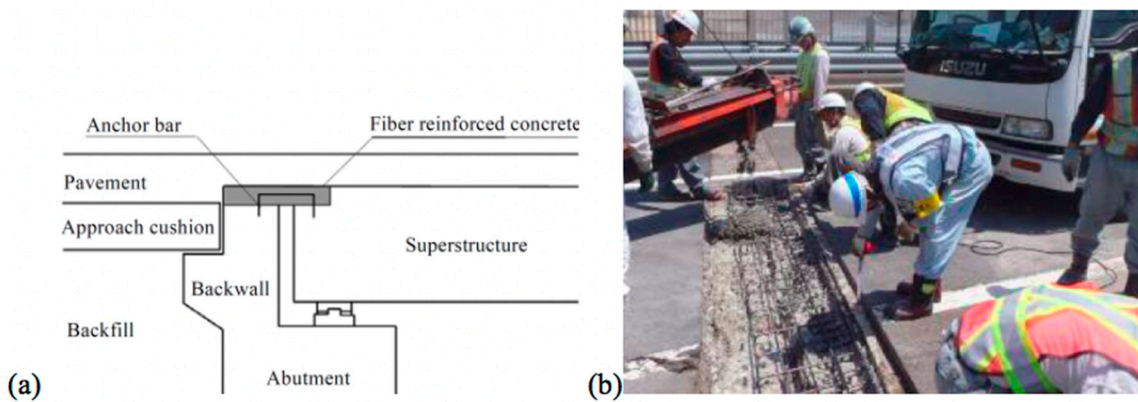 Anchor bar
Fiber reinforced concrete
Pavement
Approach cushion
Superstructure
Backwall
Backfill
Abutment
(a)
ISUZU
(b)